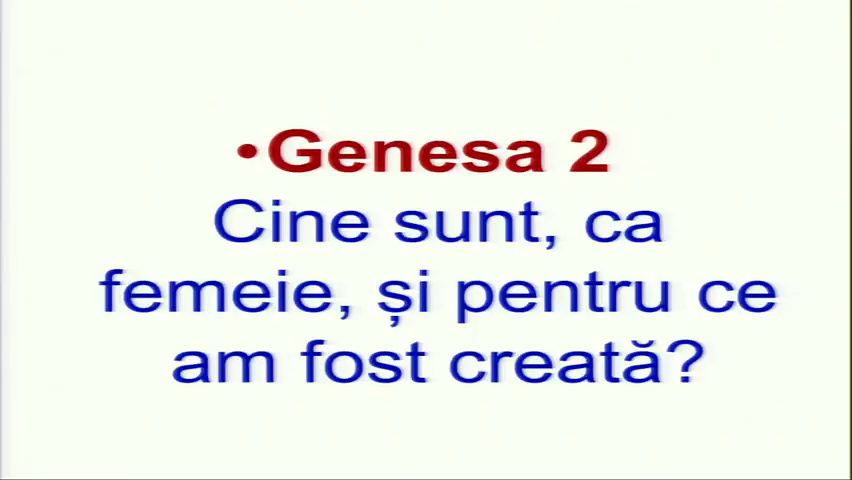 •Genesa 2
Cine sunt, ca
femeie, și pentru ce
am fost creată?